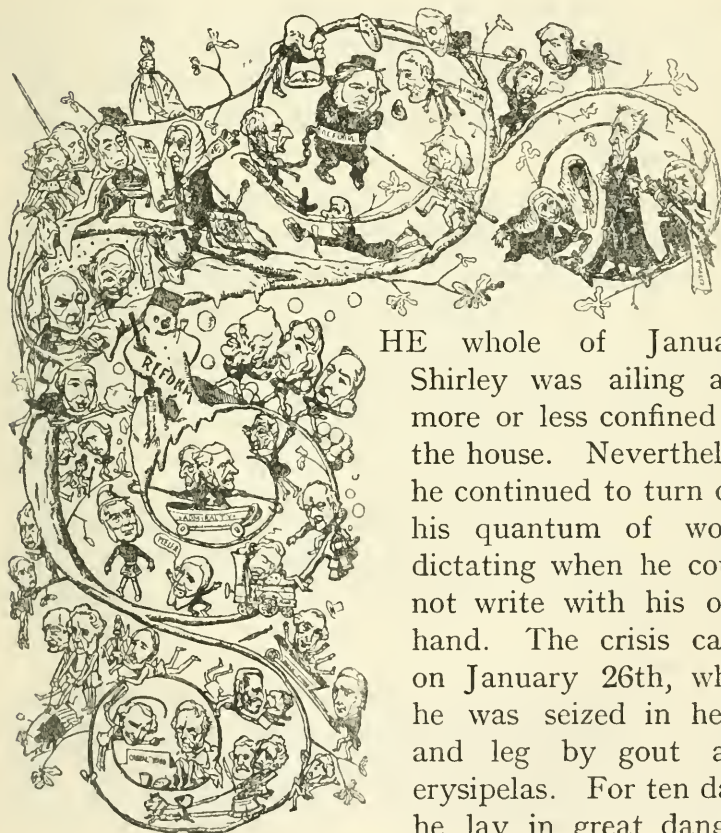 REFORM
REFORM
ADMIRALTY
HE whole of Janua
Shirley was ailing a
more or less confined
the house. Neverthel
he continued to turn o
his quantum of wo
dictating when he cou
not write with his o
hand. The crisis ca
on January 26th, wh
he was seized in he
and leg by gout a
erysipelas. For ten da
he lay in great dang